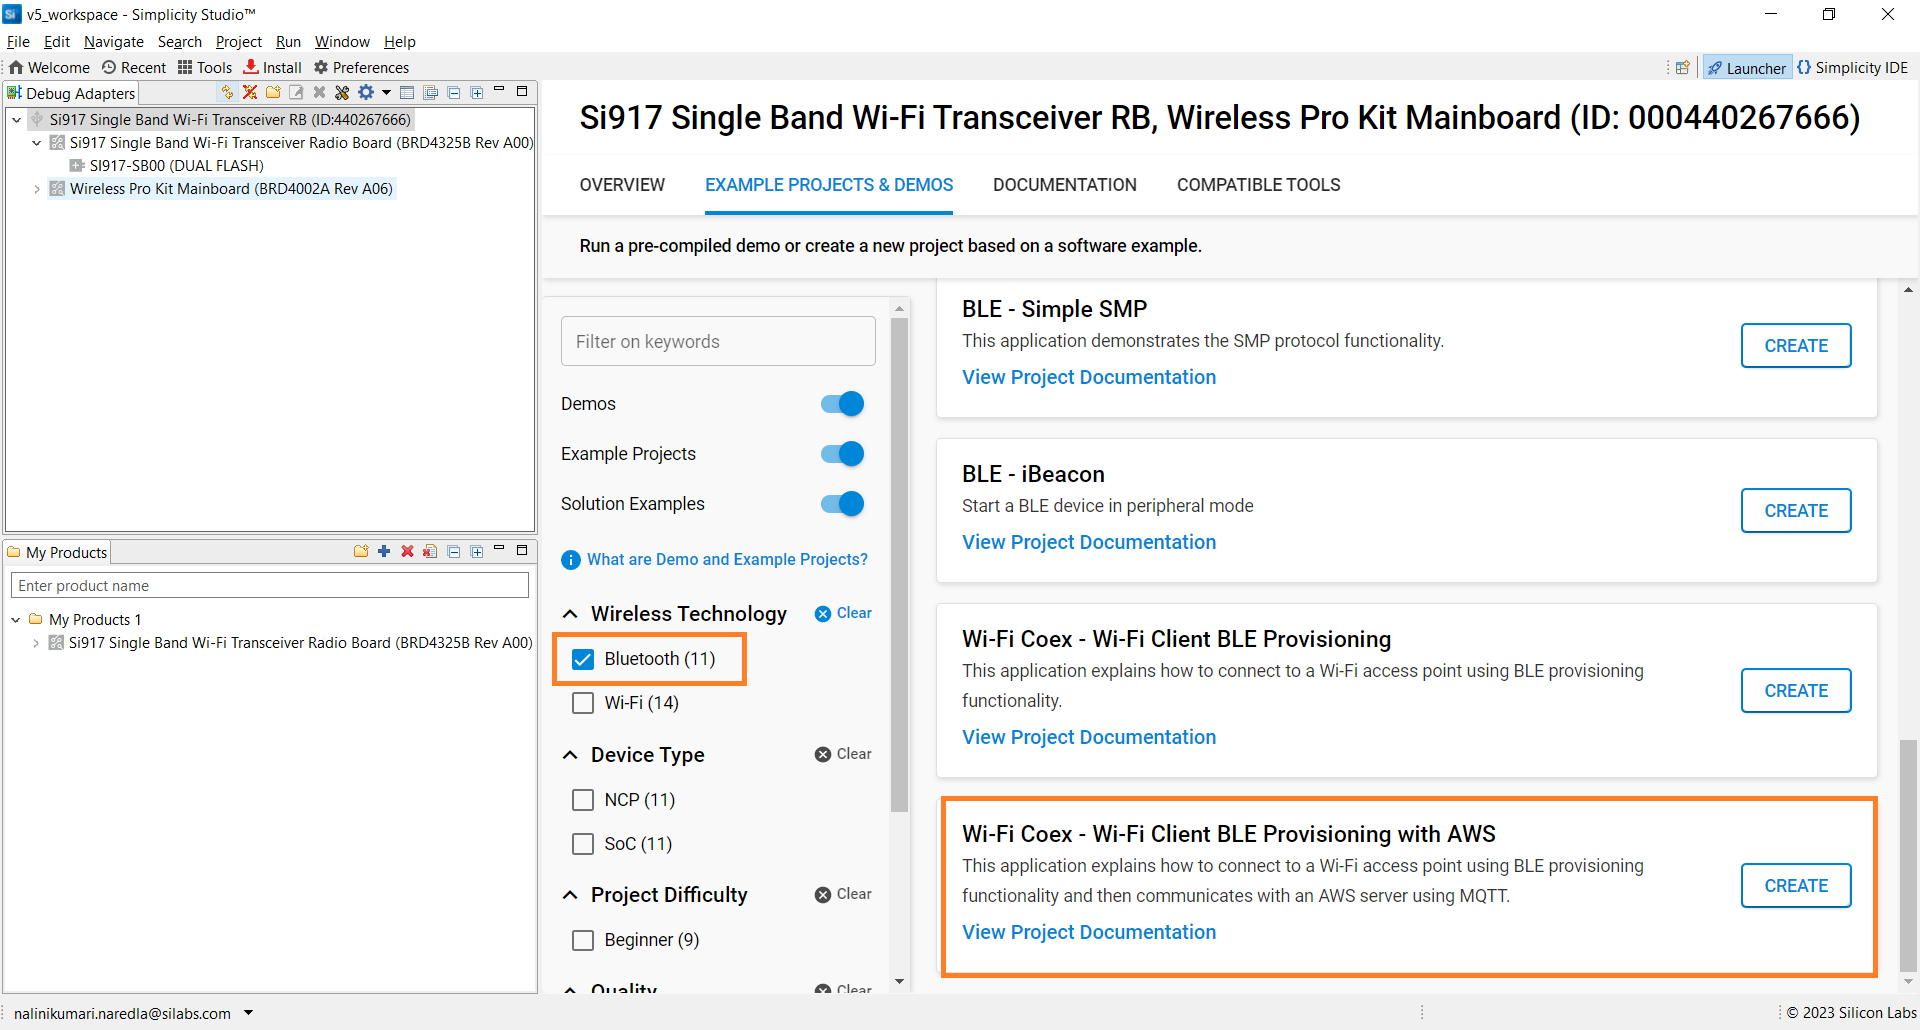 Si v5_workspace - Simplicity Studio™
File Edit Navigate Search Project Run Window Help
Welcome Recent Tools Install Preferences
Launcher {} Simplicity IDE
Debug Adapters
Si917 Single Band Wi-Fi Transceiver RB (ID:440267666)
Si917 Single Band Wi-Fi Transceiver Radio Board (BRD4325B Rev A00)
SI917-SB00 (DUAL FLASH)
Wireless Pro Kit Mainboard (BRD4002A Rev A06)
My Products
Enter product name
My Products 1
Si917 Single Band Wi-Fi Transceiver Radio Board (BRD4325B Rev A00)
Si917 Single Band Wi-Fi Transceiver RB, Wireless Pro Kit Mainboard (ID: 000440267666)
OVERVIEW EXAMPLE PROJECTS & DEMOS DOCUMENTATION COMPATIBLE TOOLS
Run a pre-compiled demo or create a new project based on a software example.
Filter on keywords
Demos
Example Projects
Solution Examples
What are Demo and Example Projects?
Wireless Technology Clear
Bluetooth (11)
Wi-Fi (14)
Device Type Clear
NCP (11)
SoC (11)
Project Difficulty Clear
Beginner (9)
Quality Clear
BLE - Simple SMP
This application demonstrates the SMP protocol functionality.
View Project Documentation
CREATE
BLE - iBeacon
Start a BLE device in peripheral mode
View Project Documentation
CREATE
Wi-Fi Coex - Wi-Fi Client BLE Provisioning
This application explains how to connect to a Wi-Fi access point using BLE provisioning
functionality.
View Project Documentation
CREATE
Wi-Fi Coex - Wi-Fi Client BLE Provisioning with AWS
This application explains how to connect to a Wi-Fi access point using BLE provisioning
functionality and then communicates with an AWS server using MQTT.
View Project Documentation
CREATE
nalinikumari.naredla@silabs.com
© 2023 Silicon Labs